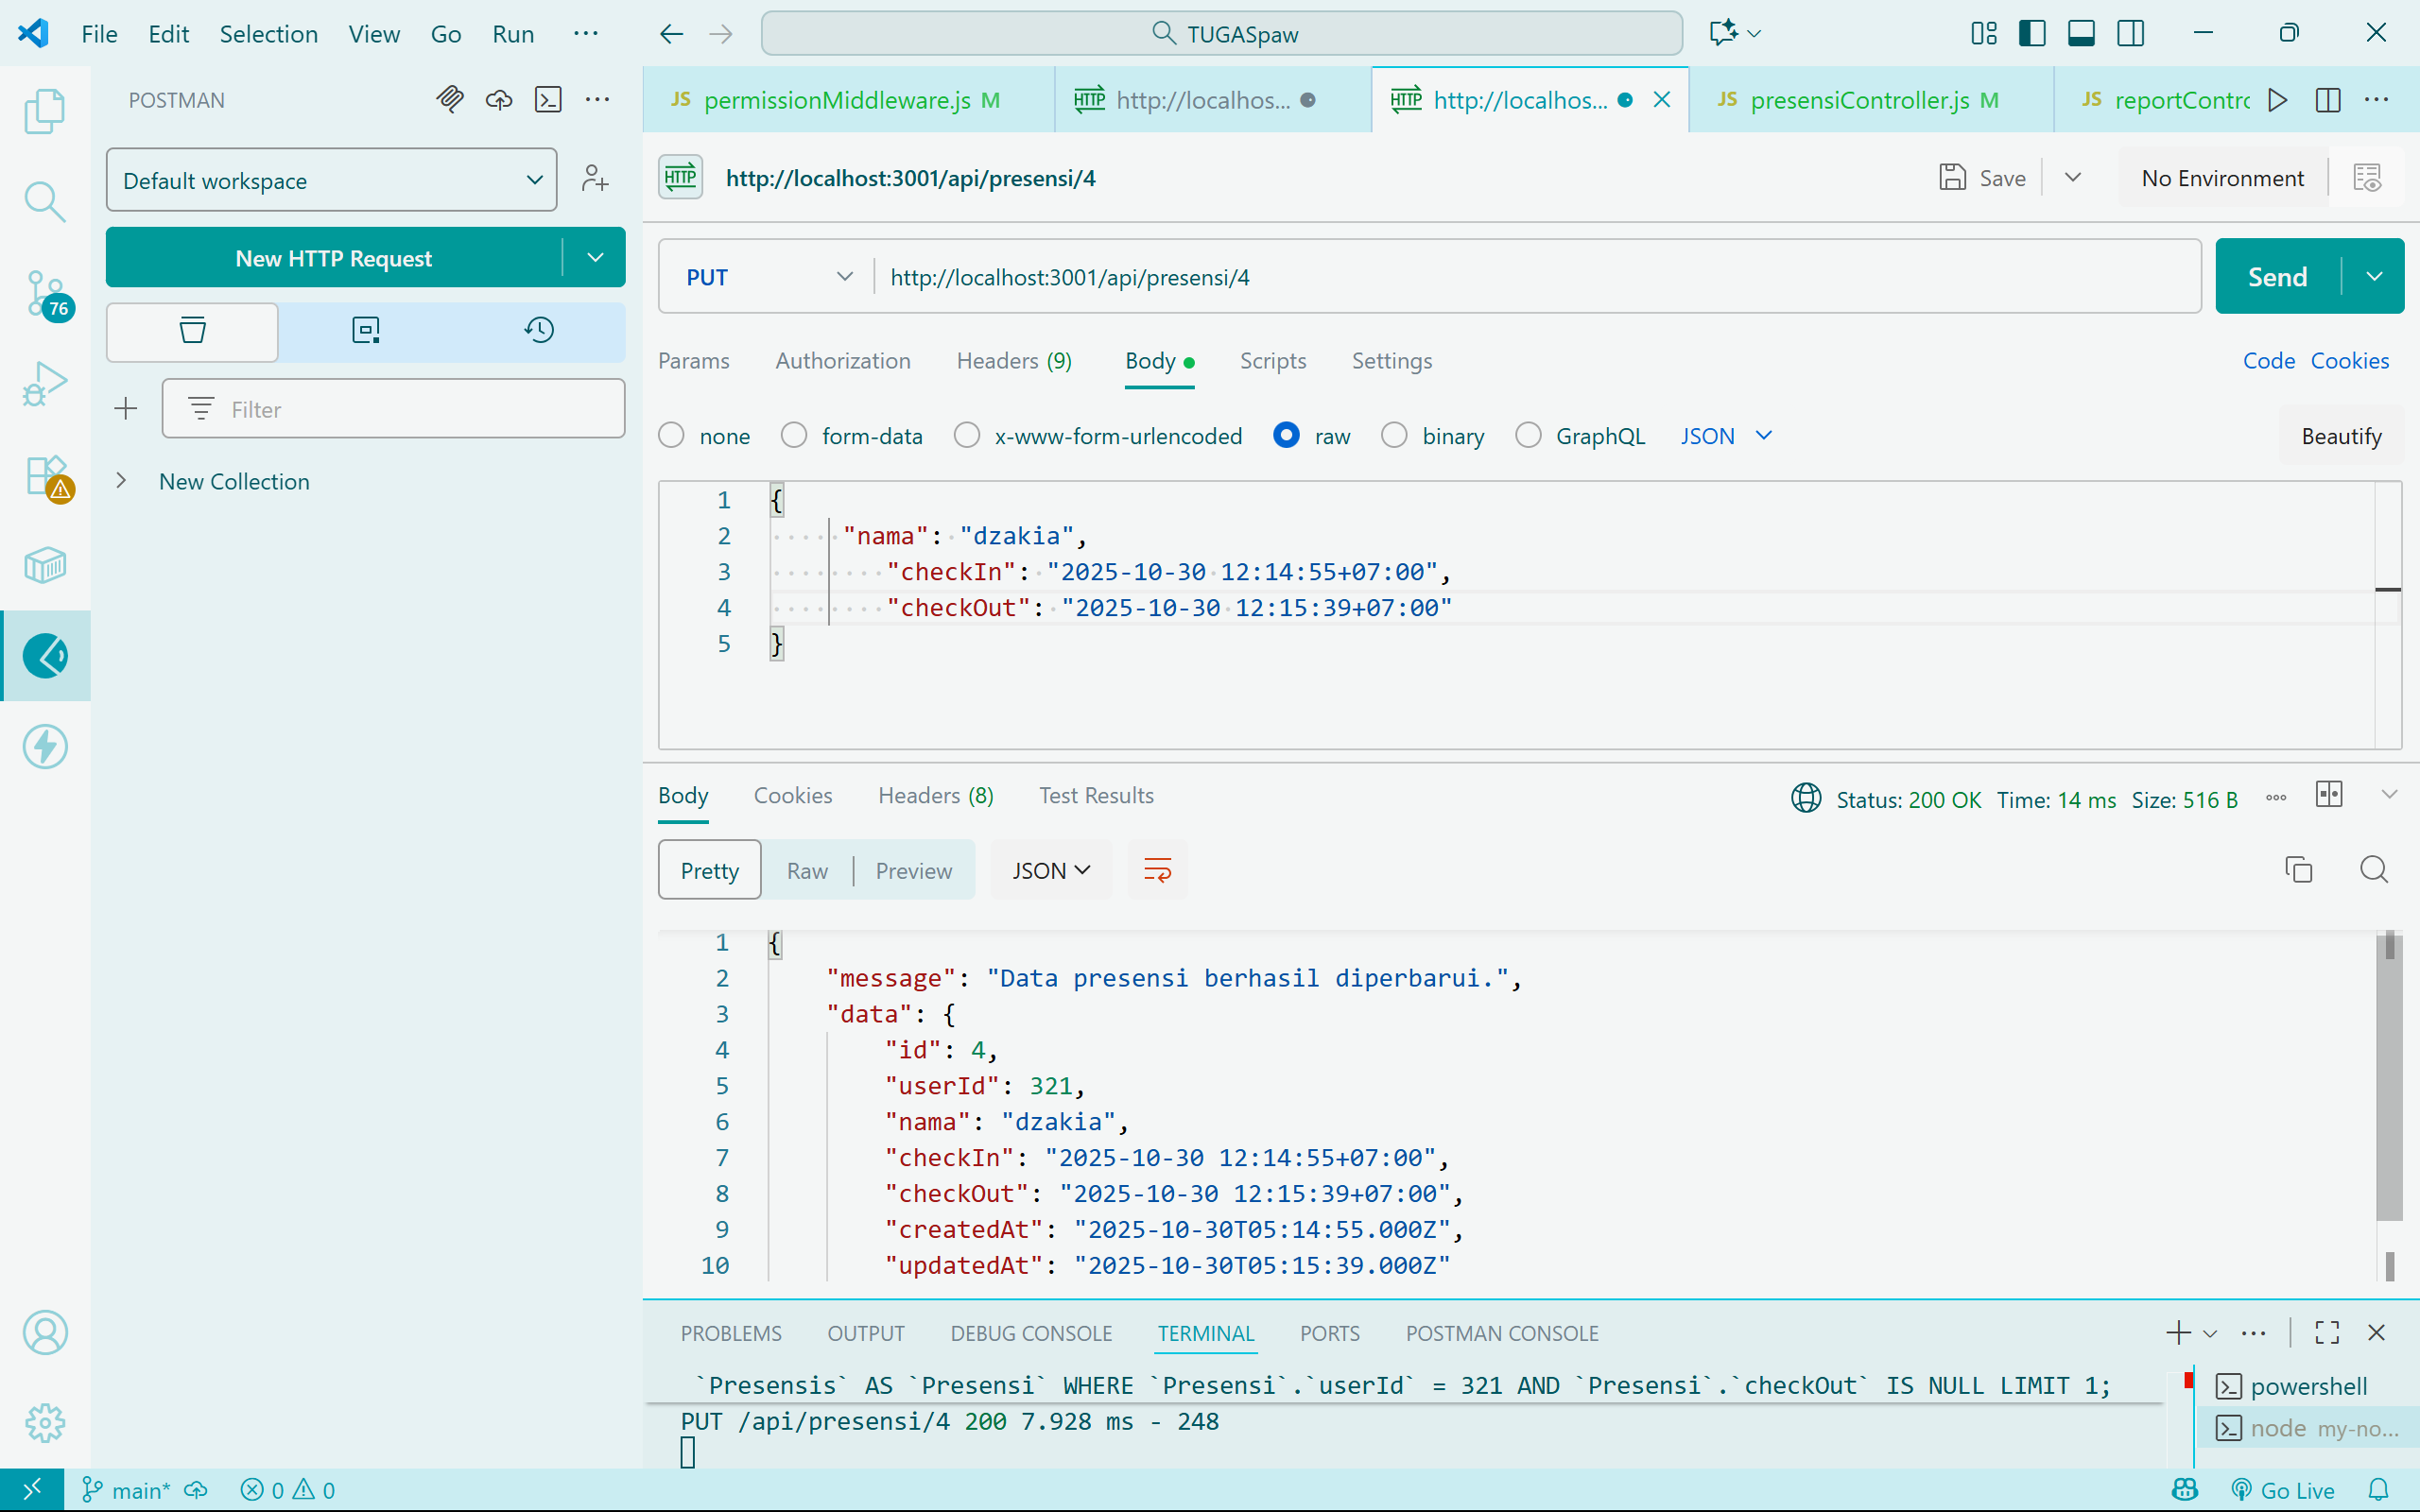 File Edit Selection View Go Run ···
TUGASpaw
POSTMAN
Default workspace
New HTTP Request
Filter
New Collection
76
JS permissionMiddleware.js M
HTTP http://localhos...
HTTP http://localhos...
JS presensiController.js M
JS reportContro
HTTP http://localhost:3001/api/presensi/4
Save
No Environment
PUT http://localhost:3001/api/presensi/4
Send
Params Authorization Headers (9) Body Scripts Settings
Code Cookies
none form-data x-www-form-urlencoded raw binary GraphQL JSON
Beautify
1 {
2 "nama": "dzakia",
3 "checkIn": "2025-10-30 12:14:55+07:00",
4 "checkOut": "2025-10-30 12:15:39+07:00"
5 }
Body Cookies Headers (8) Test Results
Status: 200 OK Time: 14 ms Size: 516 B
Pretty Raw Preview JSON
1 {
2 "message": "Data presensi berhasil diperbarui.",
3 "data": {
4 "id": 4,
5 "userId": 321,
6 "nama": "dzakia",
7 "checkIn": "2025-10-30 12:14:55+07:00",
8 "checkOut": "2025-10-30 12:15:39+07:00",
9 "createdAt": "2025-10-30T05:14:55.000Z",
10 "updatedAt": "2025-10-30T05:15:39.000Z"
PROBLEMS OUTPUT DEBUG CONSOLE TERMINAL PORTS POSTMAN CONSOLE
`Presensis` AS `Presensi` WHERE `Presensi`.`userId` = 321 AND `Presensi`.`checkOut` IS NULL LIMIT 1;
PUT /api/presensi/4 200 7.928 ms - 248
powershell
node my-no...
main* 0 0
Go Live